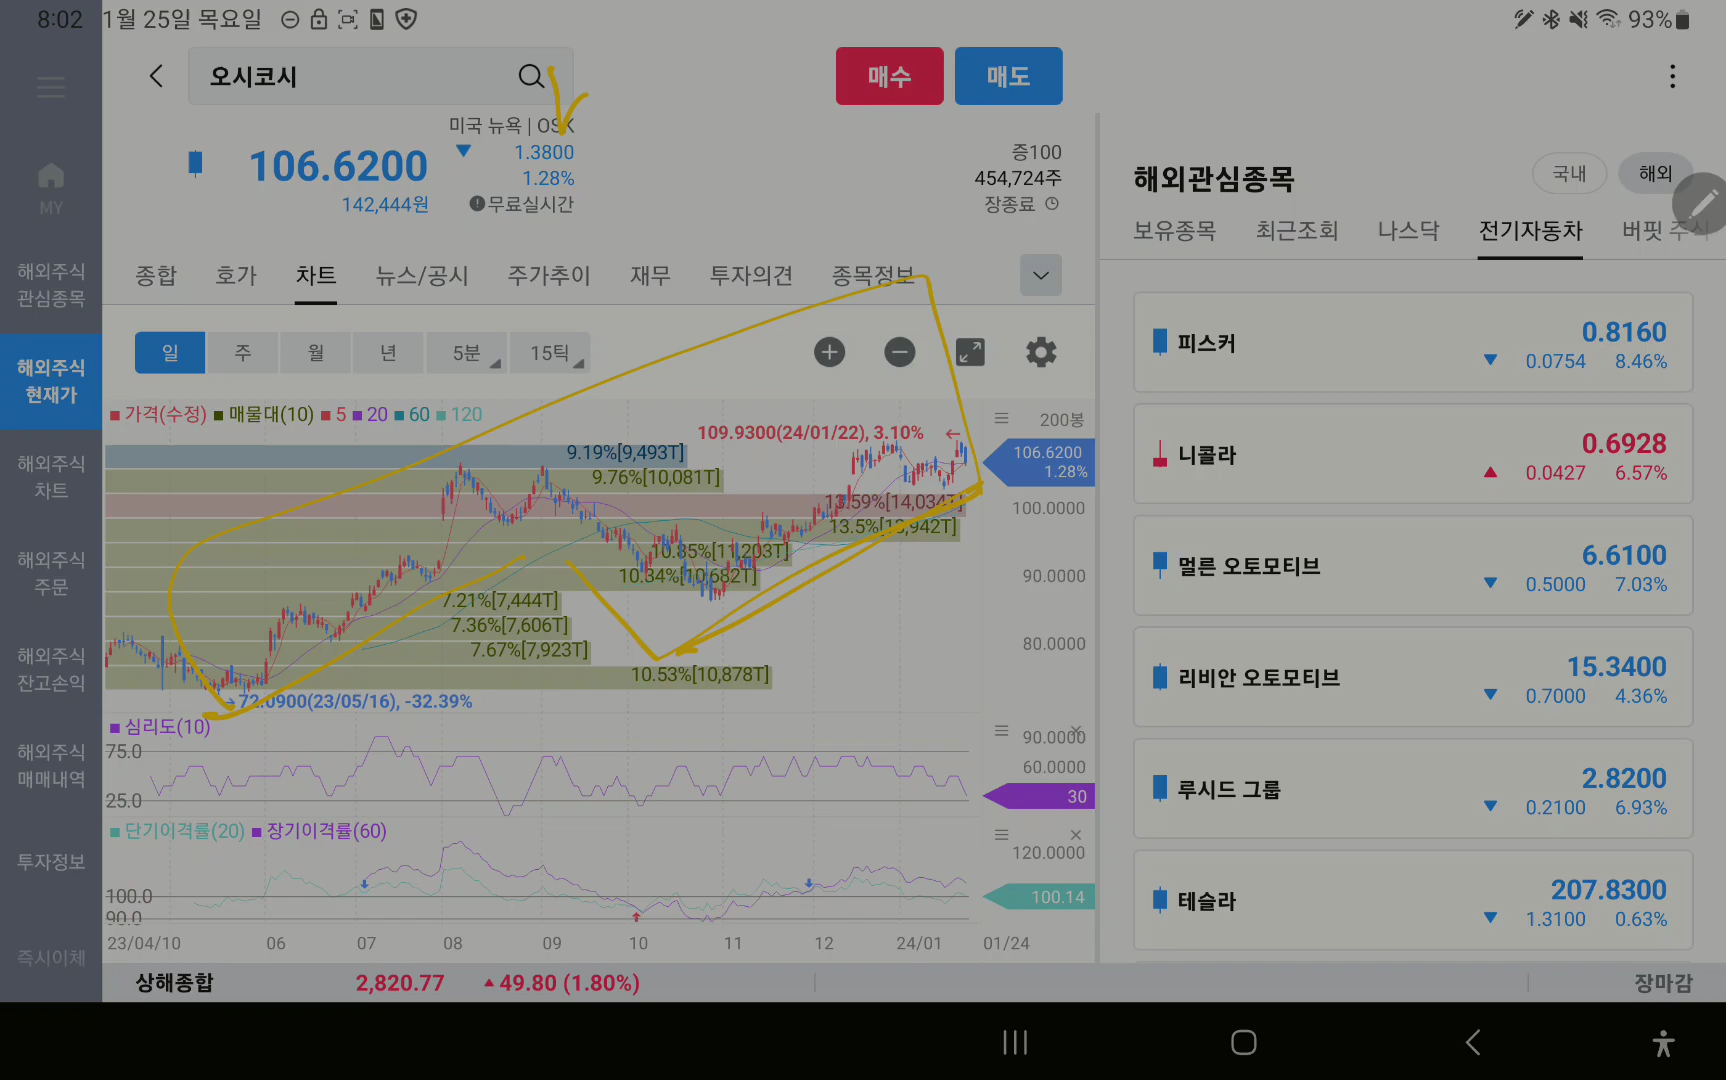 8:02 1월 25일 목요일
93%
오시코시
매수 매도
미국 뉴욕 | OSK
106.6200
▼ 1.3800
1.28%
142,444원
무료실시간
증100
454,724주
장종료
종합 호가 차트 뉴스/공시 주가추이 재무 투자의견 종목정보
일 주 월 년 5분 15틱
가격(수정) 매물대(10) 5 20 60 120
200봉
109.9300(24/01/22), 3.10% ←
9.19%[9,493T]
9.76%[10,081T]
13.59%[14,034T]
13.5%[13,942T]
10.85%[11,203T]
10.34%[10,682T]
7.21%[7,444T]
7.36%[7,606T]
7.67%[7,923T]
10.53%[10,878T]
72.0900(23/05/16), -32.39%
106.6200
1.28%
100.0000
90.0000
80.0000
심리도(10)
75.0
25.0
90.0000
60.0000
30
단기이격률(20) 장기이격률(60)
120.0000
100.0
90.0
100.14
23/04/10 06 07 08 09 10 11 12 24/01 01/24
상해종합 2,820.77 ▲49.80 (1.80%) 장마감
MY
해외주식
관심종목
해외주식
현재가
해외주식
차트
해외주식
주문
해외주식
잔고손익
해외주식
매매내역
투자정보
즉시이체
해외관심종목
국내 해외
보유종목 최근조회 나스닥 전기자동차 버핏 주식
피스커 0.8160
▼ 0.0754 8.46%
니콜라 0.6928
▲ 0.0427 6.57%
멀른 오토모티브 6.6100
▼ 0.5000 7.03%
리비안 오토모티브 15.3400
▼ 0.7000 4.36%
루시드 그룹 2.8200
▼ 0.2100 6.93%
테슬라 207.8300
▼ 1.3100 0.63%